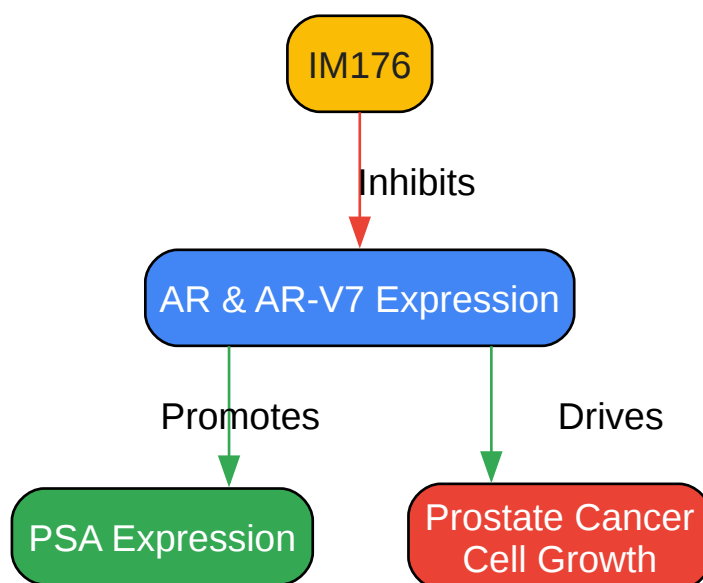 IM176
Inhibits
AR & AR-V7 Expression
Promotes
Drives
PSA Expression
Prostate Cancer
Cell Growth